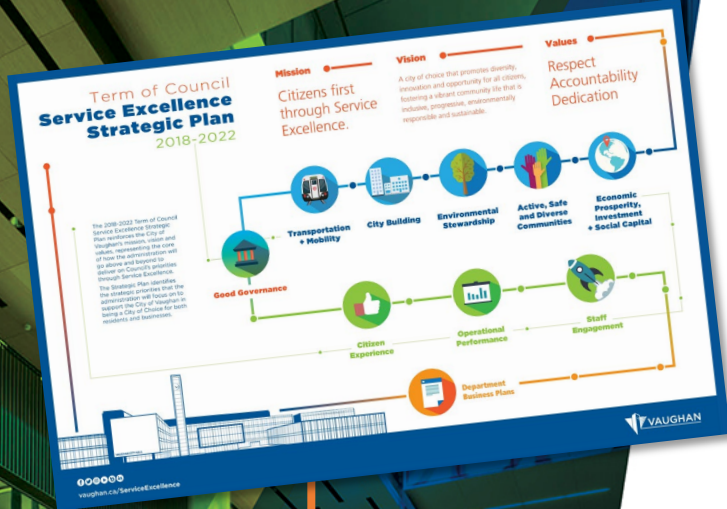 Term of Council
Service Excellence
Strategic Plan
2018-2022
Mission
Citizens first
through Service
Excellence.
Vision
A city of choice that promotes diversity,
innovation and opportunity for all citizens,
fostering a vibrant community life that is
inclusive, progressive, environmentally
responsible and sustainable.
Values
Respect
Accountability
Dedication
The 2018-2022 Term of Council
Service Excellence Strategic
Plan reinforces the City of
Vaughan's mission, vision and
values, representing the core
of how the administration will
go above and beyond to
deliver on Council's priorities
through Service Excellence.
The Strategic Plan identifies
the strategic priorities that the
administration will focus on to
support the City of Vaughan in
being a City of Choice for both
residents and businesses.
Good Governance
Transportation
+ Mobility
City Building
Environmental
Stewardship
Active, Safe
and Diverse
Communities
Economic
Prosperity,
Investment
+ Social Capital
Citizen
Experience
Operational
Performance
Staff
Engagement
Department
Business Plans
vaughan.ca/ServiceExcellence
VAUGHAN